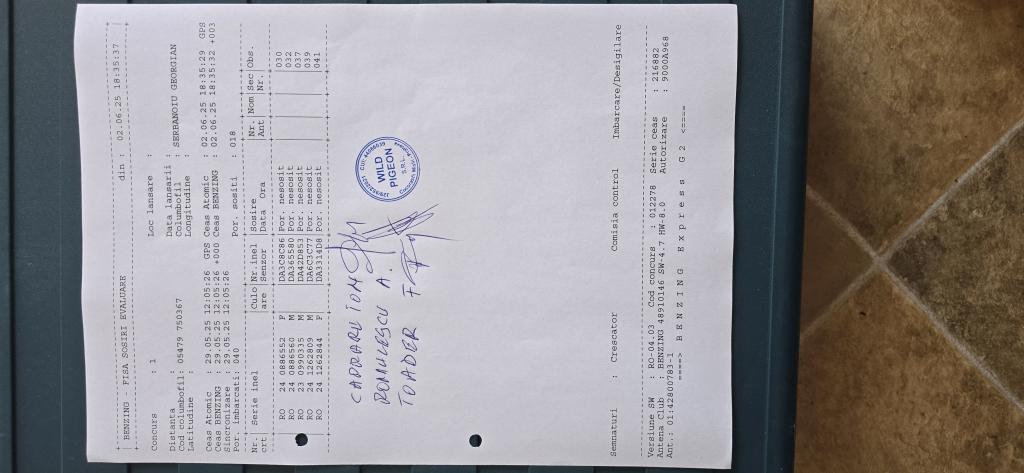 BENZING - FISA SOSIRI EVALUARE din : 02.06.25 18:35:37
Concurs : 1 Loc lansare :
Distanta : Data lansarii :
Cod columbofil: 05479 750367 Columbofil : SERBANOIU GEORGIAN
Latitudine : Longitudine :
Ceas Atomic : 29.05.25 12:05:26 GPS Ceas Atomic : 02.06.25 18:35:29 GPS
Ceas BENZING : 29.05.25 12:05:26 +000 Ceas BENZING : 02.06.25 18:35:32 +003
Sincronizare : 29.05.25 12:05:26
Por. imbarcati: 040 Por. sositi : 018
Nr. Serie inel Culo Nr.inel Sosire Nr. Nom Sec Obs.
crt are Senzor Data Ora Ant Nr.
RO 24 0886552 F DA3C8C86 Por. nesosit 030
RO 24 0886560 M DA365580 Por. nesosit 032
RO 23 0990335 M DA42D853 Por. nesosit 037
RO 24 1262809 M DA6C3C77 Por. nesosit 039
RO 24 1262844 F DA3314D8 Por. nesosit 041
ION
A.
TOADER
WILD
PIGEON
S.R.L.
Semnaturi : Crescator Comisia control Imbarcare/Desigilare
Versiune SW : RO-04.03 Cod concurs : 012278 Serie ceas : 216882
Antena Club : BENZING 48910146 SW-4.7 HW-8.0 Autorizare : 9000A968
Ant.: 01:42800783-1
====> B E N Z I N G E x p r e s s G 2 <====